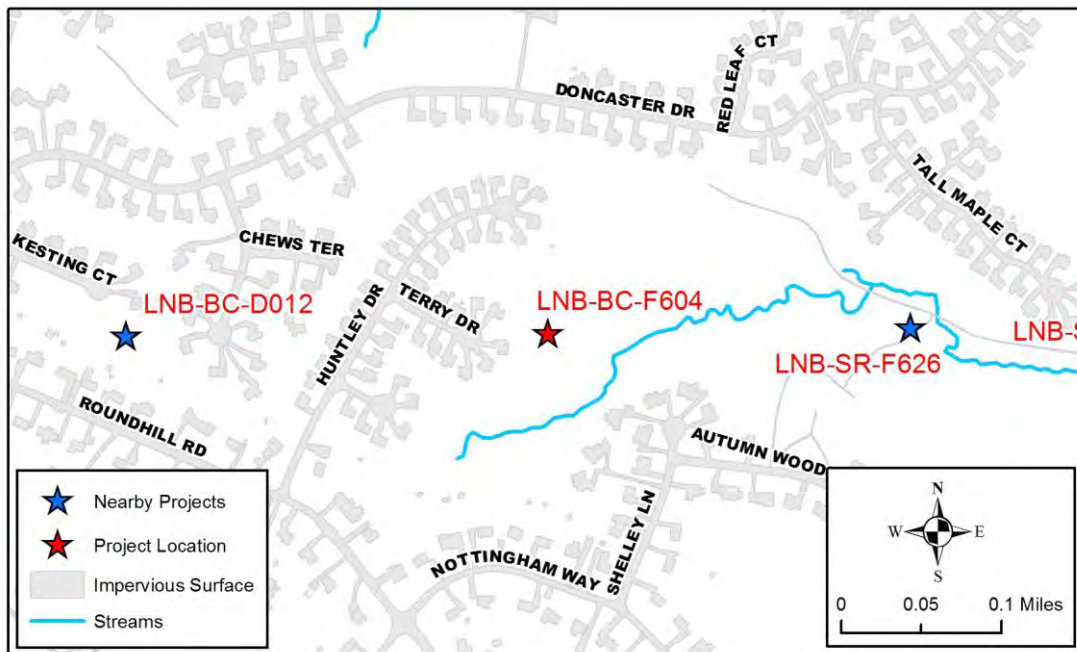 RED LEAF CT
DONCASTER DR
TALL MAPLE CT
CHEWS TER
KESTING CT
LNB-BC-D012
LNB-BC-F604
TERRY DR
HUNTLEY DR
LNB-S
LNB-SR-F626
ROUNDHILL RD
AUTUMN WOOD
SHELLEY LN
NOTTINGHAM WAY
Nearby Projects
Project Location
Impervious Surface
Streams
N
W
E
S
0 0.05 0.1 Miles